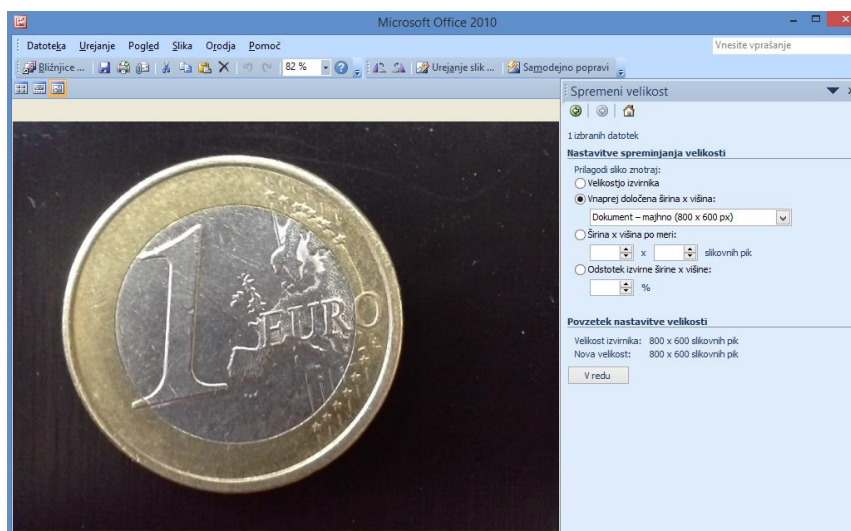 Microsoft Office 2010
Datoteka Urejanje Pogled Slika Orodja Pomoč
Vnesite vprašanje
Bližnjice ... 82 % Urejanje slik ... Samodejno popravi
Spremeni velikost
1 izbranih datotek
Nastavitve spreminjanja velikosti
Prilagodi sliko znotraj:
Velikostjo izvirnika
Vnaprej določena širina x višina:
Dokument – majhno (800 x 600 px)
Širina x višina po meri:
x slikovnih pik
Odstotek izvirne širine x višine:
%
Povzetek nastavitve velikosti
Velikost izvirnika: 800 x 600 slikovnih pik
Nova velikost: 800 x 600 slikovnih pik
V redu
1 EURO